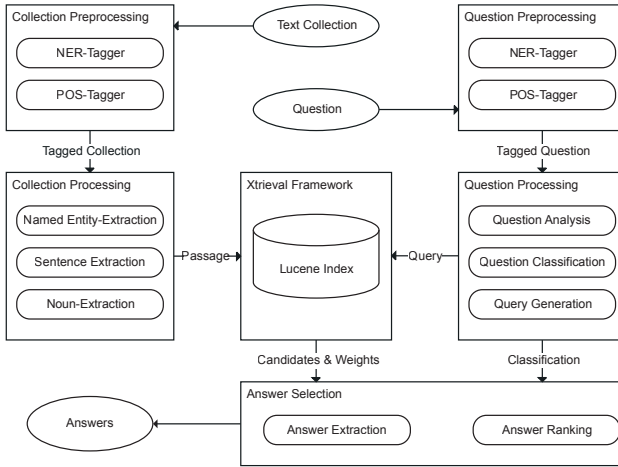 Collection Preprocessing
NER-Tagger
POS-Tagger
Text Collection
Question
Question Preprocessing
NER-Tagger
POS-Tagger
Tagged Collection
Tagged Question
Collection Processing
Named Entity-Extraction
Sentence Extraction
Noun-Extraction
Passage
Xtrieval Framework
Lucene Index
Query
Question Processing
Question Analysis
Question Classification
Query Generation
Candidates & Weights
Classification
Answer Selection
Answer Extraction
Answer Ranking
Answers